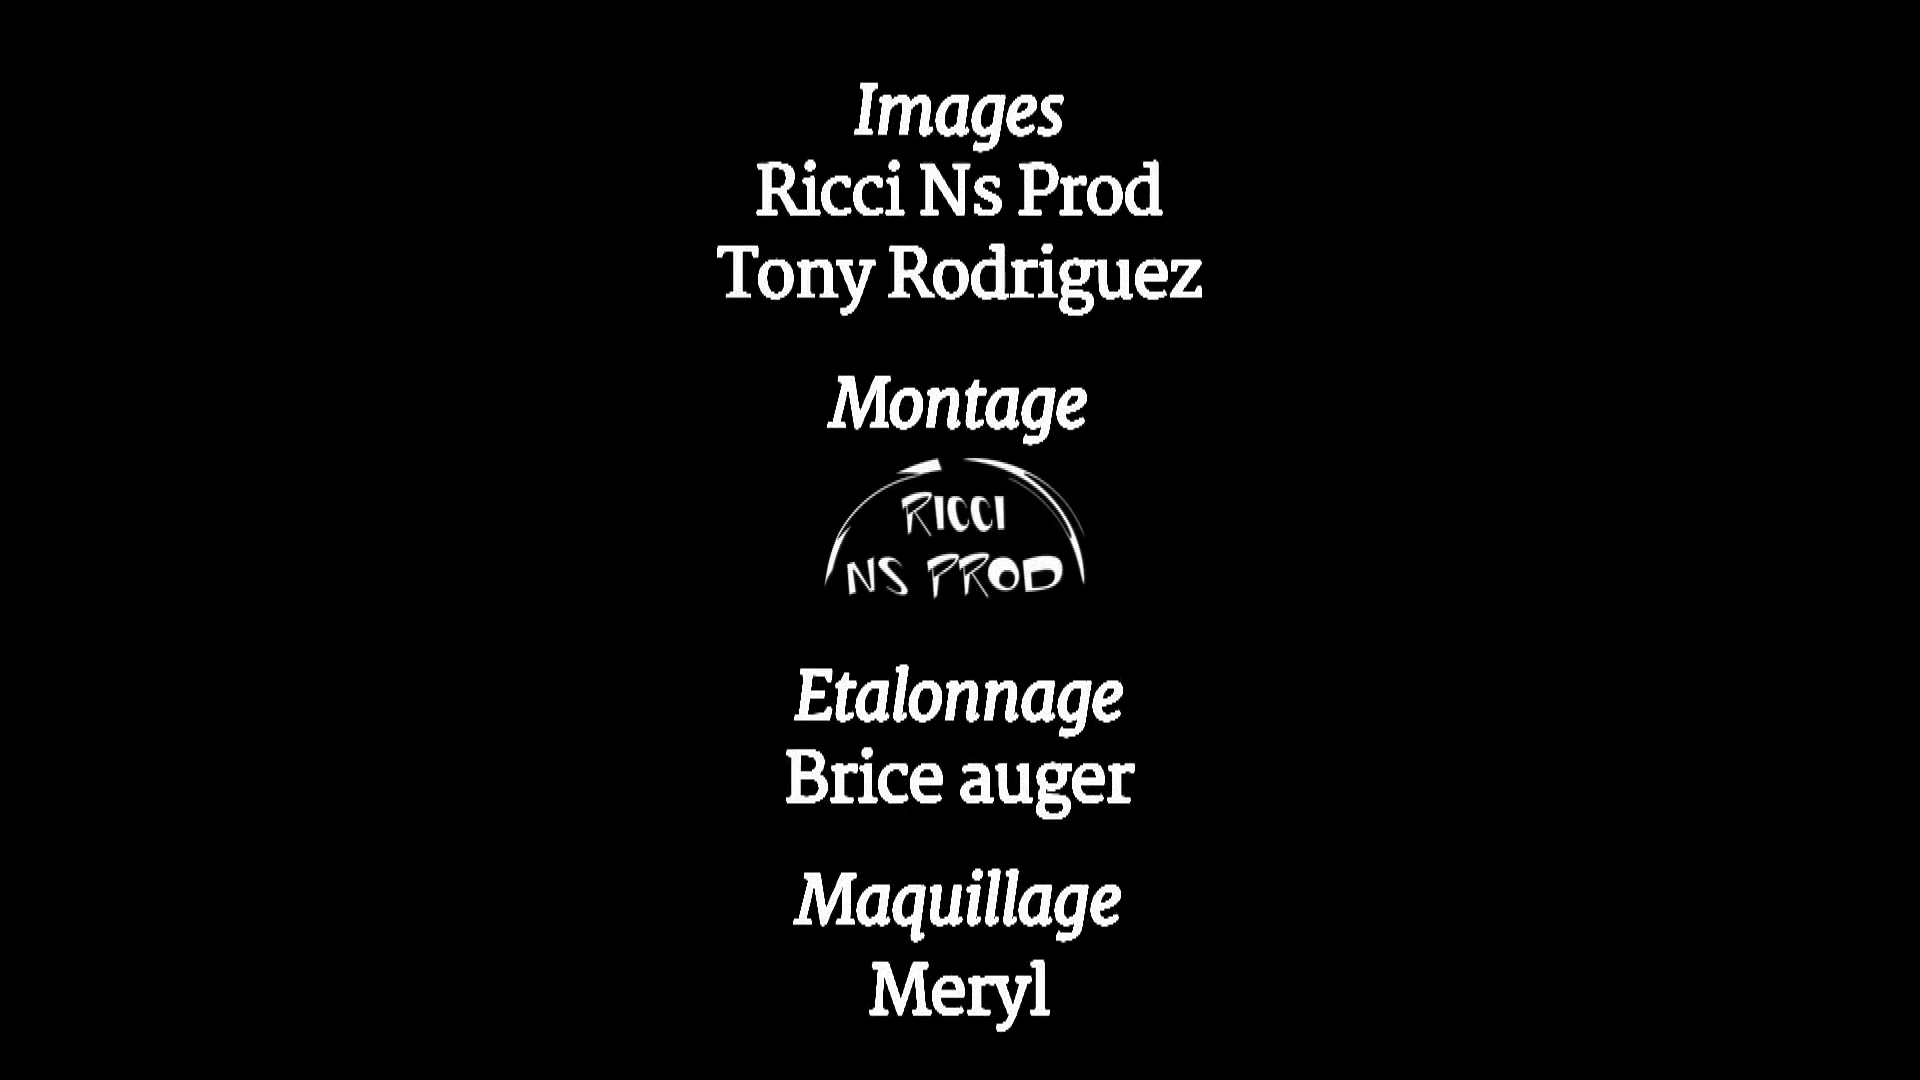 Images
Ricci Ns Prod
Tony Rodriguez
Montage
RICCI
NS PROD
Etalonnage
Brice auger
Maquillage
Meryl